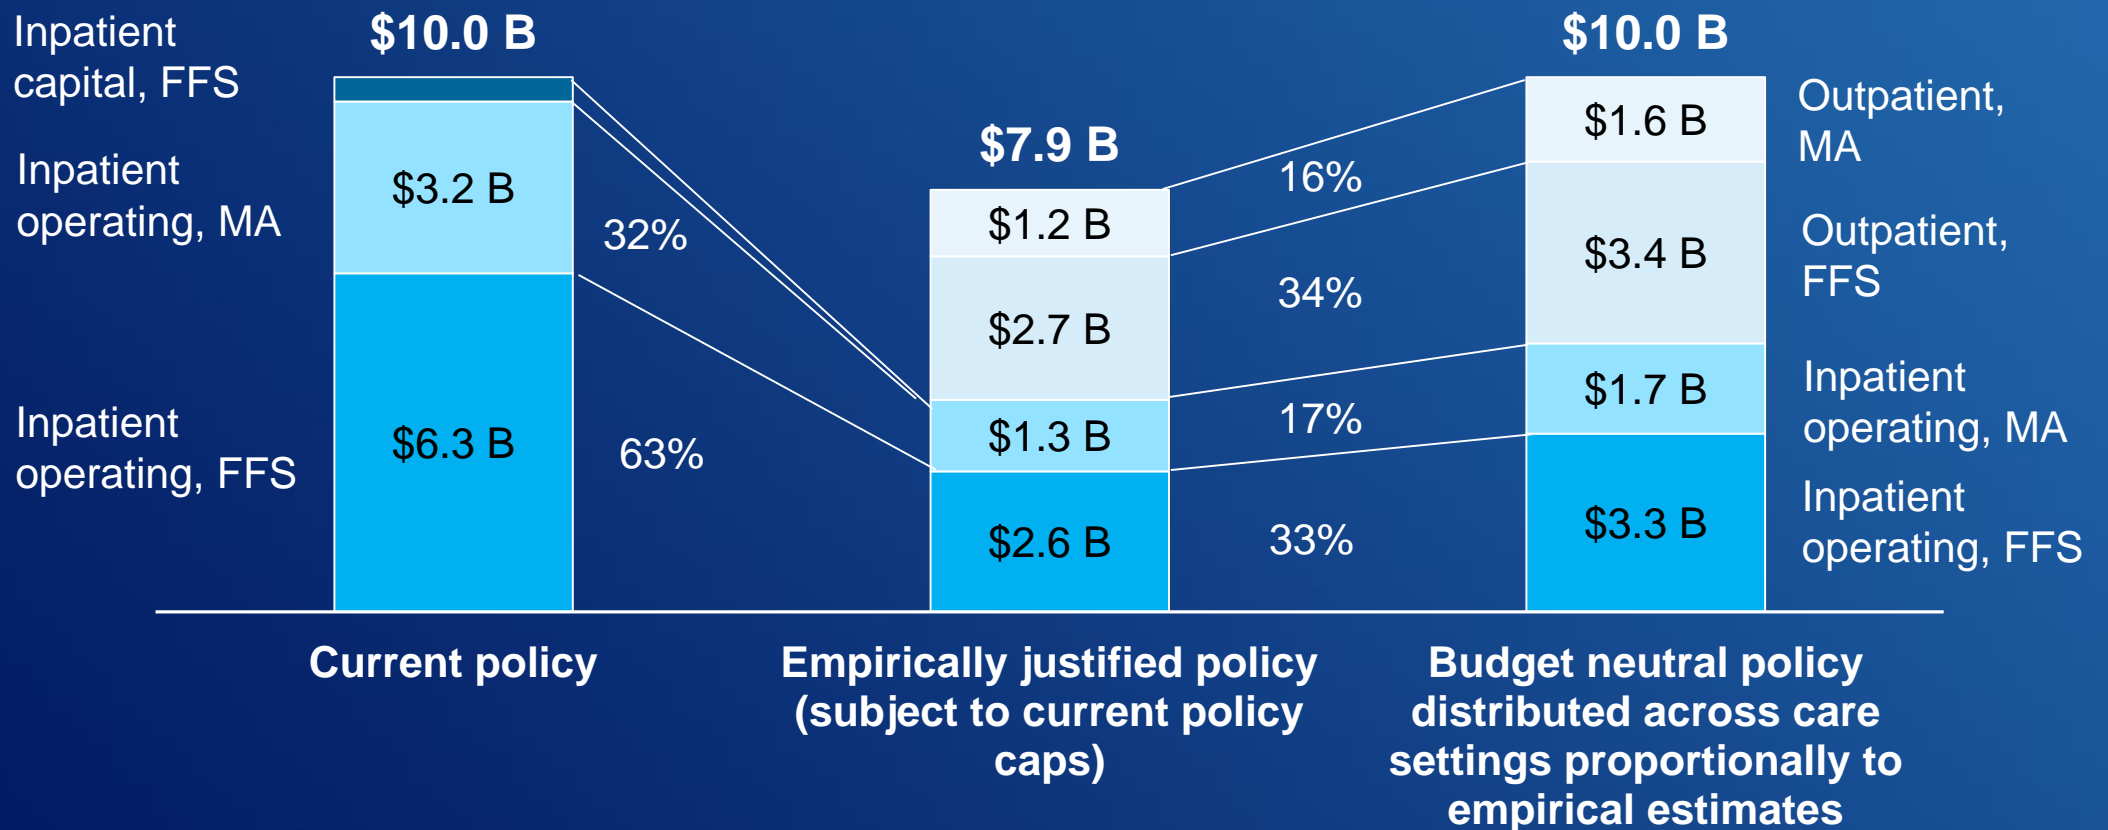 Inpatient
capital, FFS
Inpatient
operating, MA
Inpatient
operating, FFS
$10.0 B
$3.2 B
$6.3 B
32%
63%
$7.9 B
$1.2 B
$2.7 B
$1.3 B
$2.6 B
16%
34%
17%
33%
$10.0 B
$1.6 B
$3.4 B
$1.7 B
$3.3 B
Outpatient,
MA
Outpatient,
FFS
Inpatient
operating, MA
Inpatient
operating, FFS
Current policy
Empirically justified policy
(subject to current policy
caps)
Budget neutral policy
distributed across care
settings proportionally to
empirical estimates